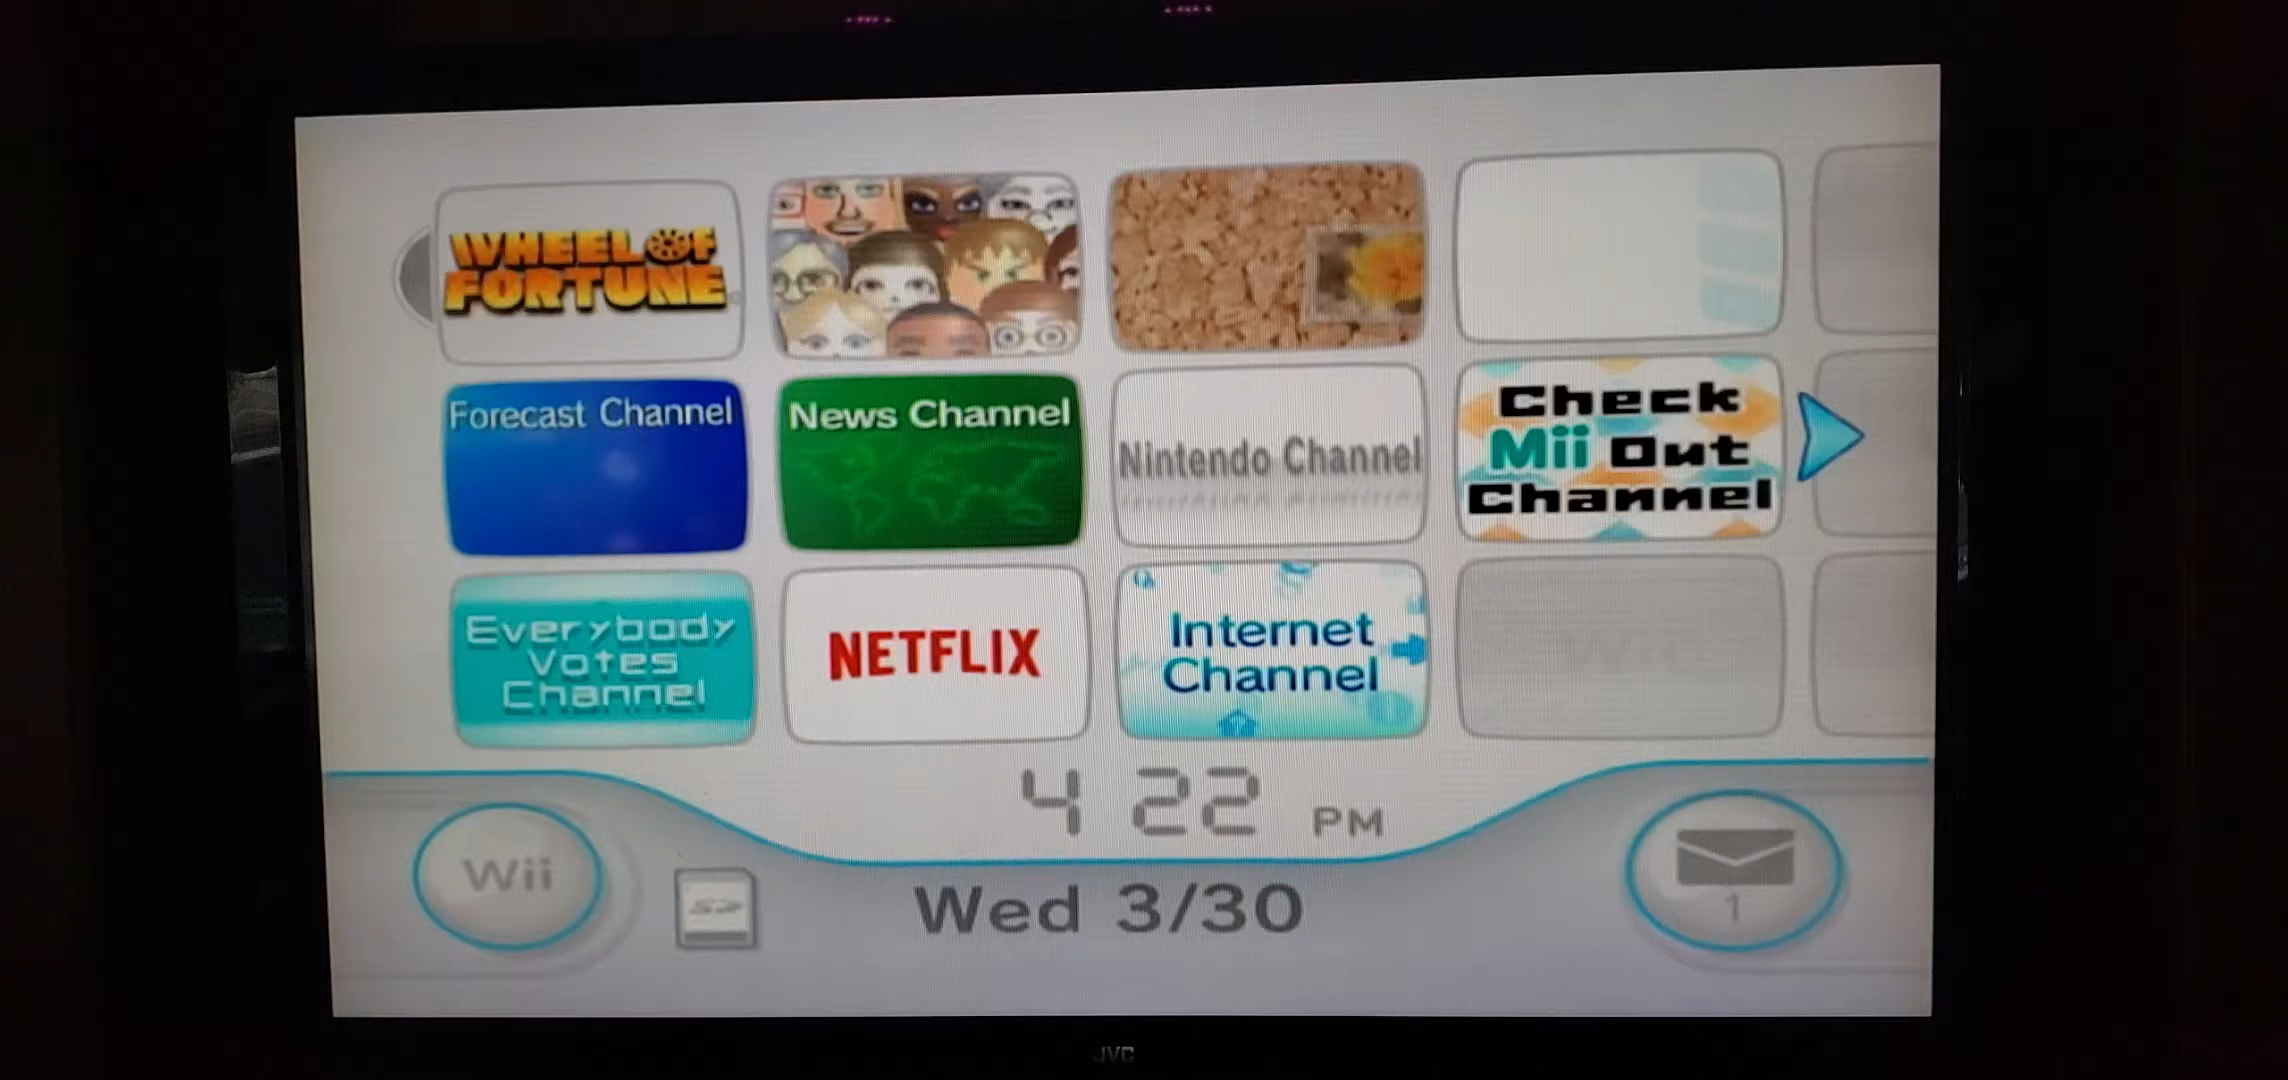 WHEEL OF
FORTUNE
Forecast Channel
News Channel
Nintendo Channel
Check
Mii Out
Channel
Everybody
Votes
Channel
NETFLIX
Internet
Channel
4 22 PM
Wii
Wed 3/30
1
JVC